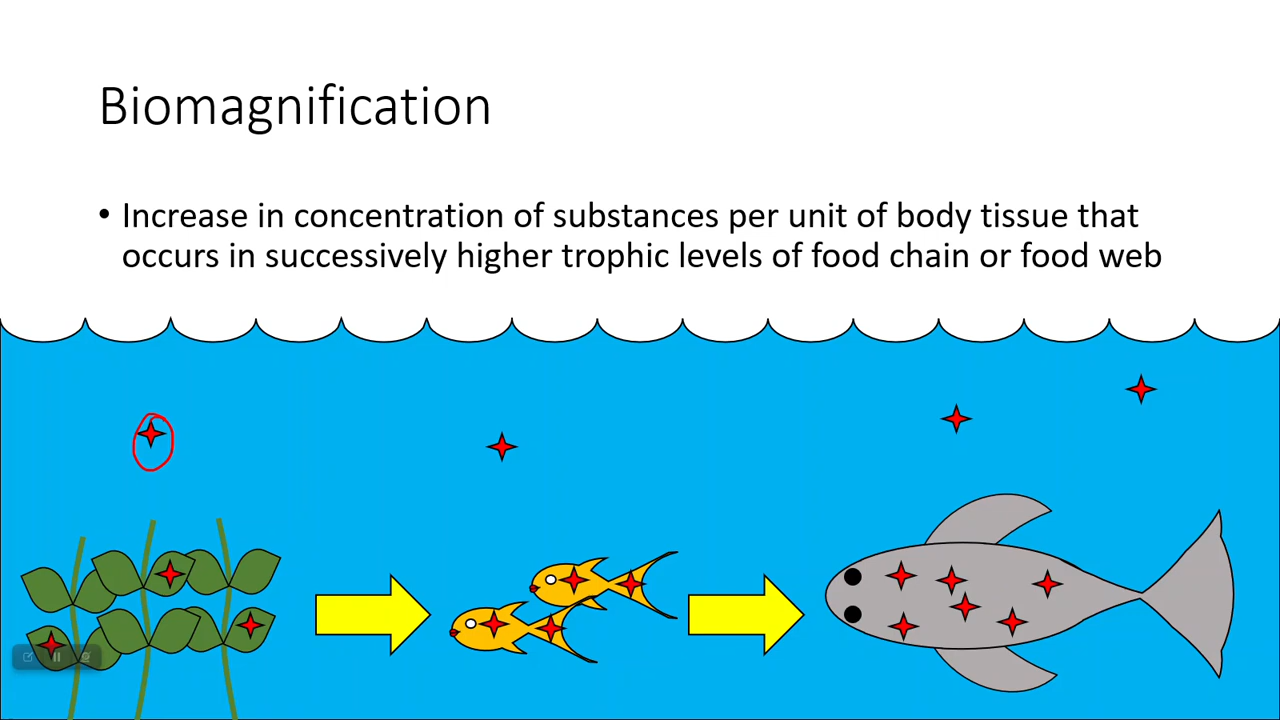 Biomagnification
• Increase in concentration of substances per unit of body tissue that
occurs in successively higher trophic levels of food chain or food web